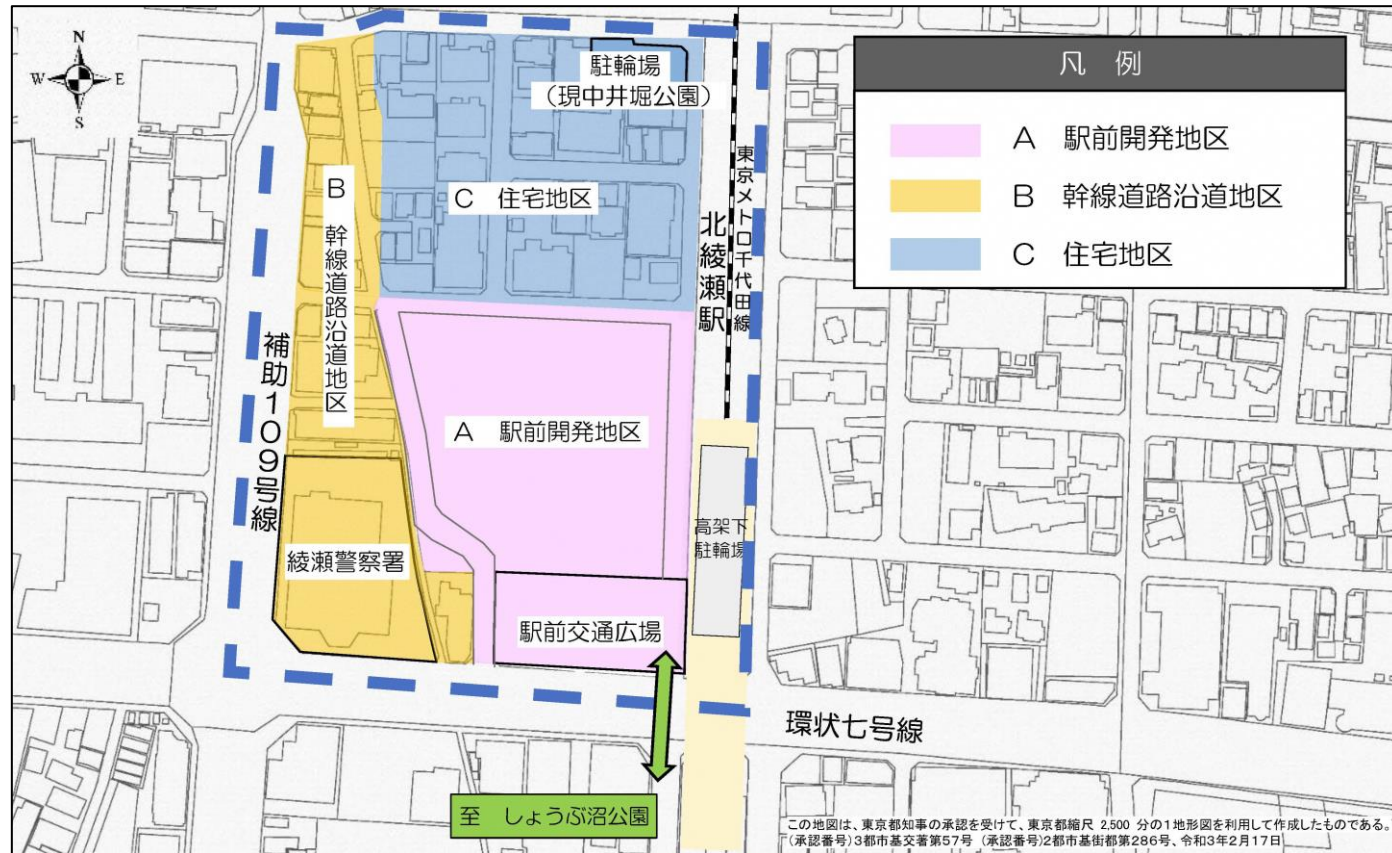 N
W
E
S
凡 例
A 駅前開発地区
B 幹線道路沿道地区
C 住宅地区
駐輪場
（現中井堀公園）
C 住宅地区
B 幹線道路沿道地区
東京メトロ千代田線
北綾瀬駅
補助109号線
A 駅前開発地区
高架下
駐輪場
綾瀬警察署
駅前交通広場
環状七号線
至 しょうぶ沼公園
この地図は、東京都知事の承認を受けて、東京都縮尺 2,500 分の1地形図を利用して作成したものである。
（承認番号）3都市基交著第57号 （承認番号）2都市基街都第286号、令和3年2月17日